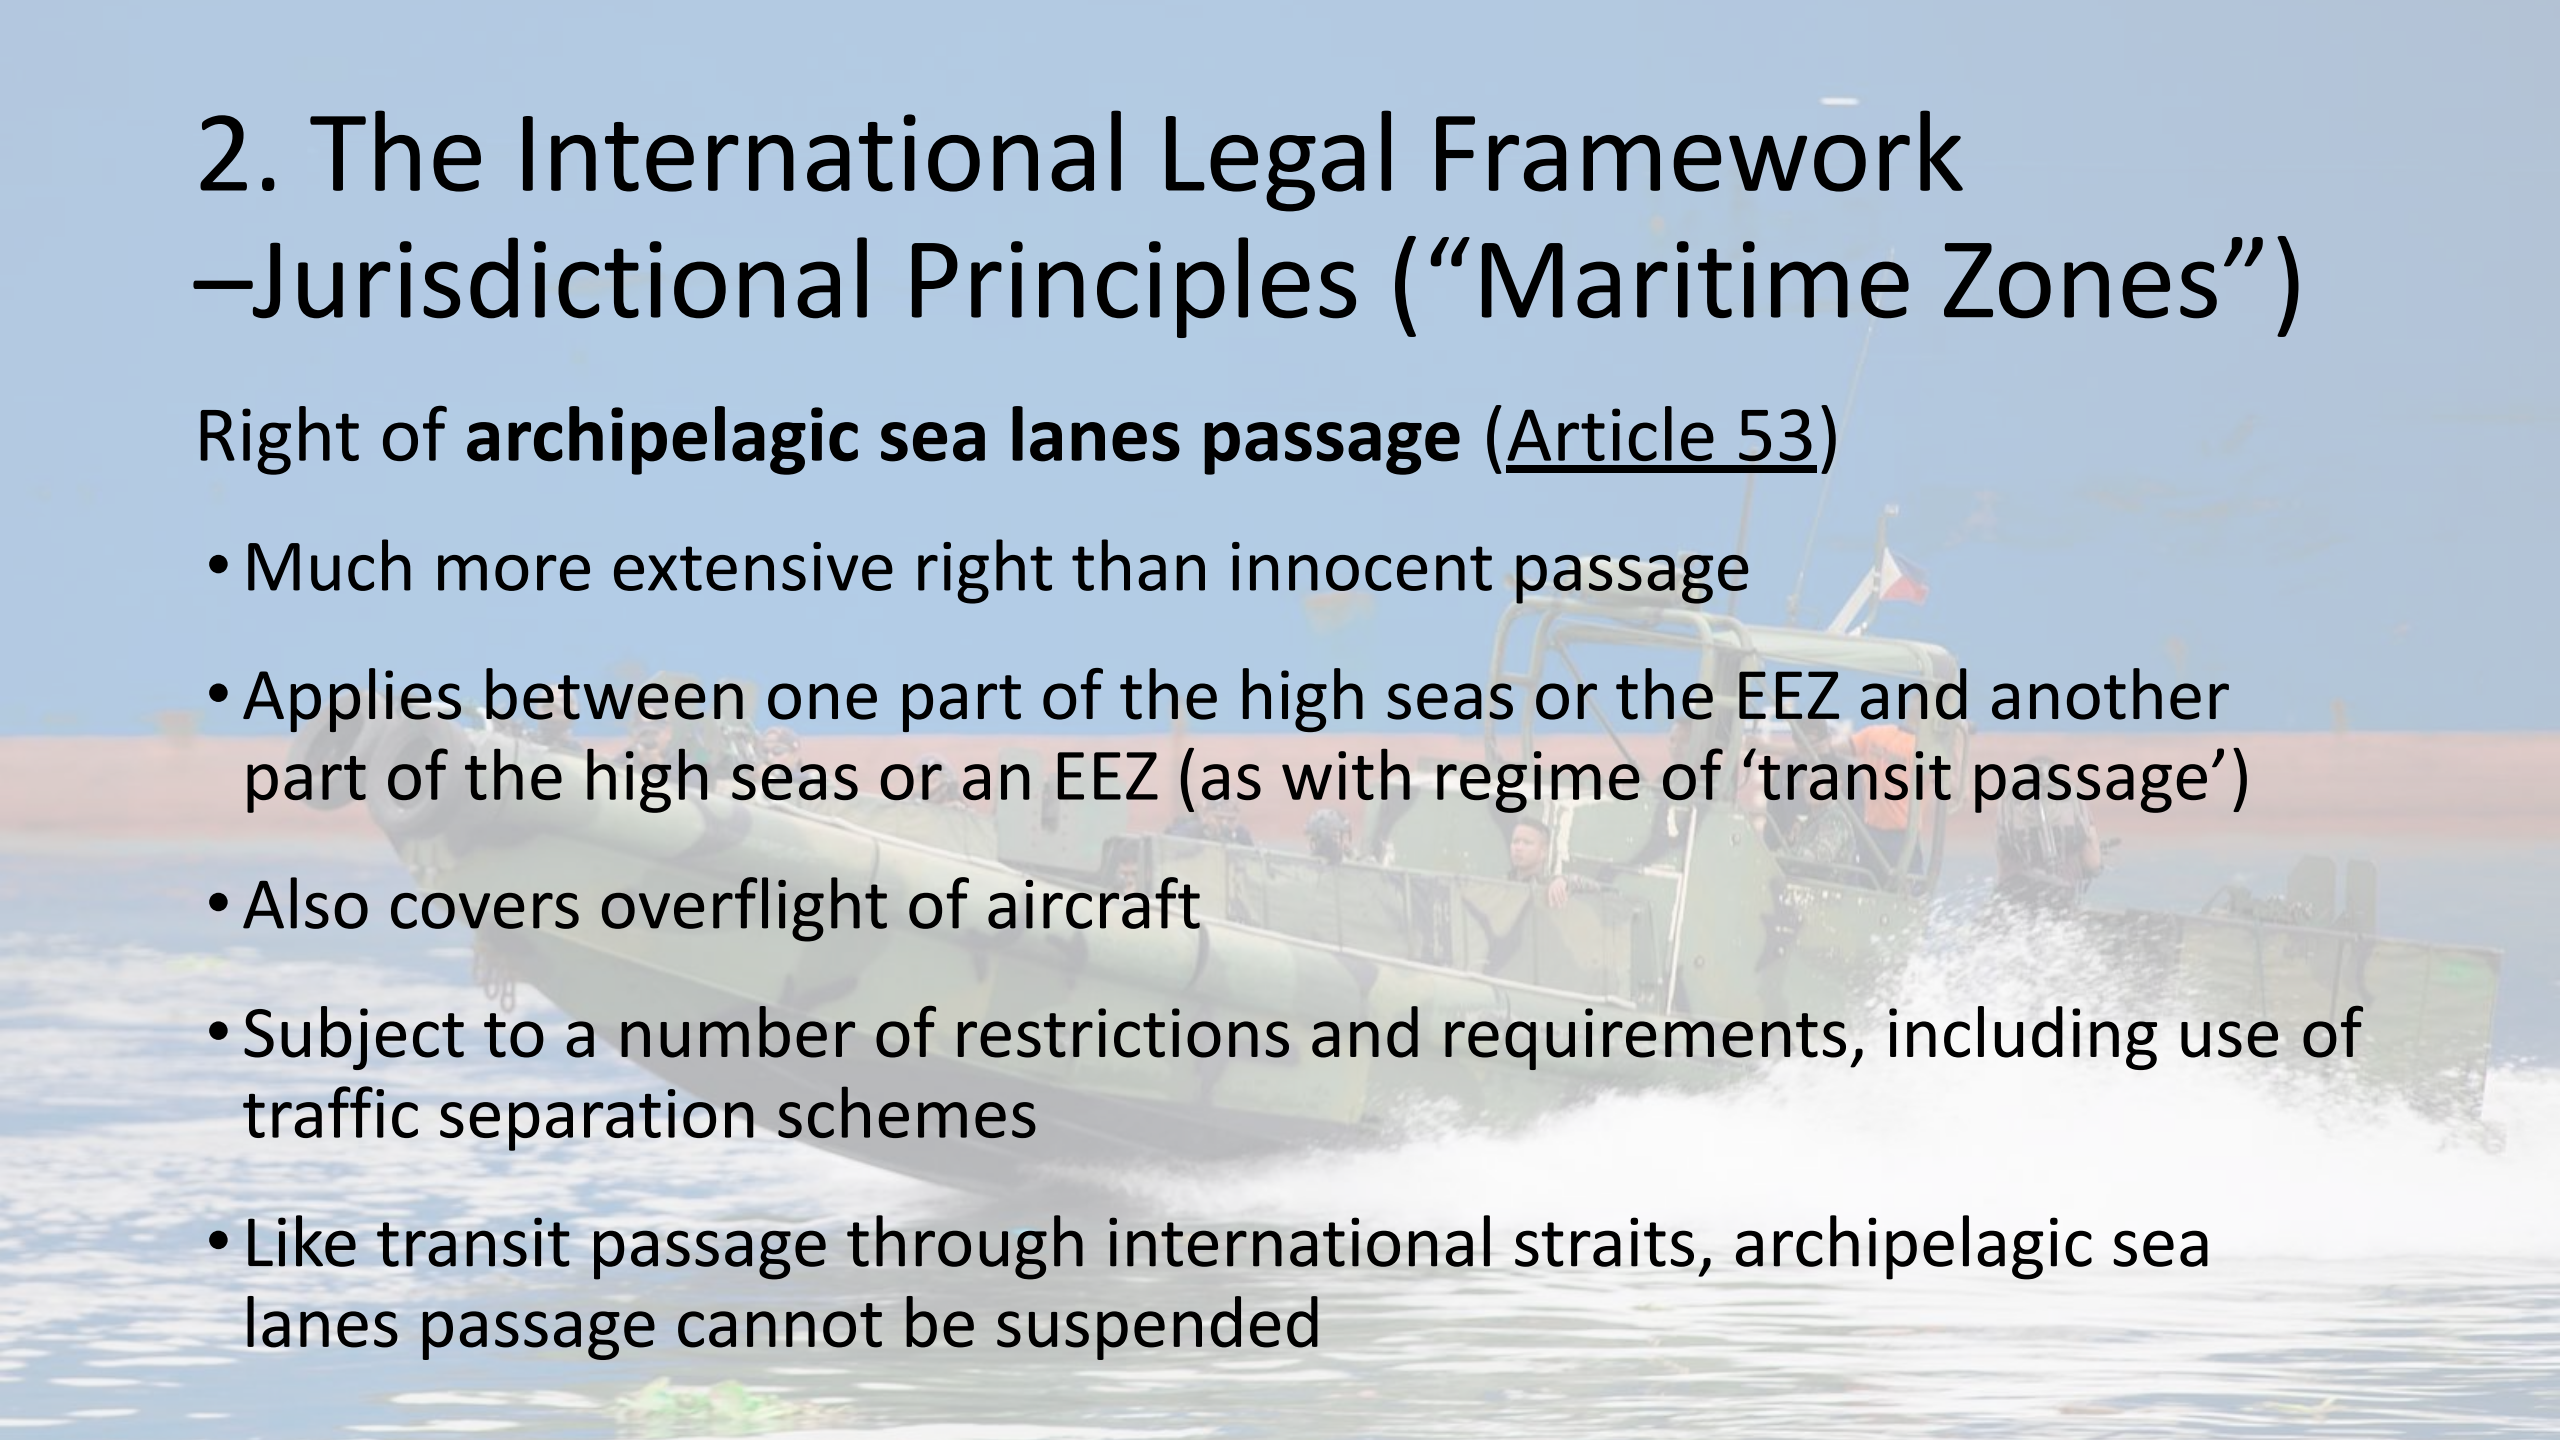 2. The International Legal Framework
–Jurisdictional Principles (“Maritime Zones”)
Right of archipelagic sea lanes passage (Article 53)
• Much more extensive right than innocent passage
• Applies between one part of the high seas or the EEZ and another
part of the high seas or an EEZ (as with regime of ‘transit passage’)
• Also covers overflight of aircraft
• Subject to a number of restrictions and requirements, including use of
traffic separation schemes
• Like transit passage through international straits, archipelagic sea
lanes passage cannot be suspended